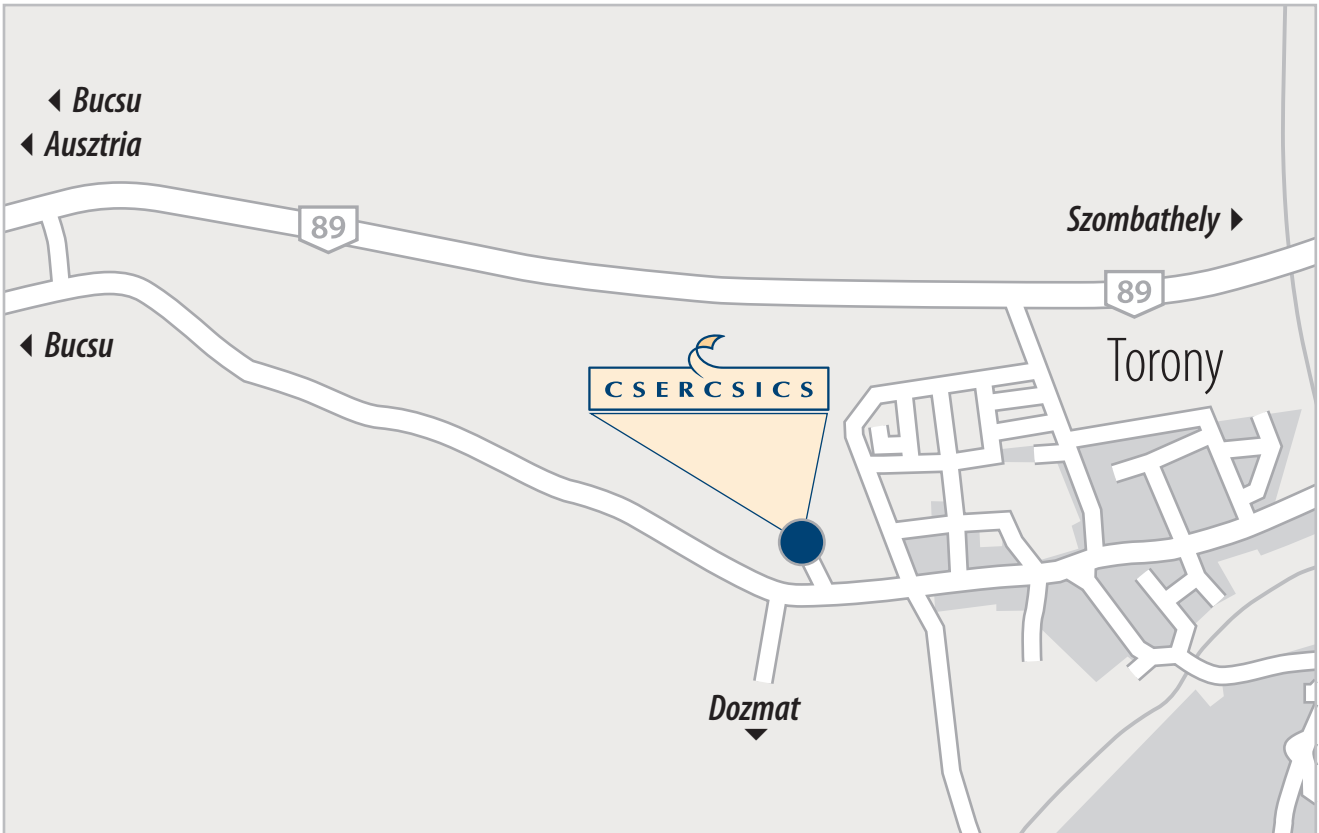 Bucsu
Ausztria
Szombathely
89
89
Bucsu
Torony
CSERCSICS
Dozmat